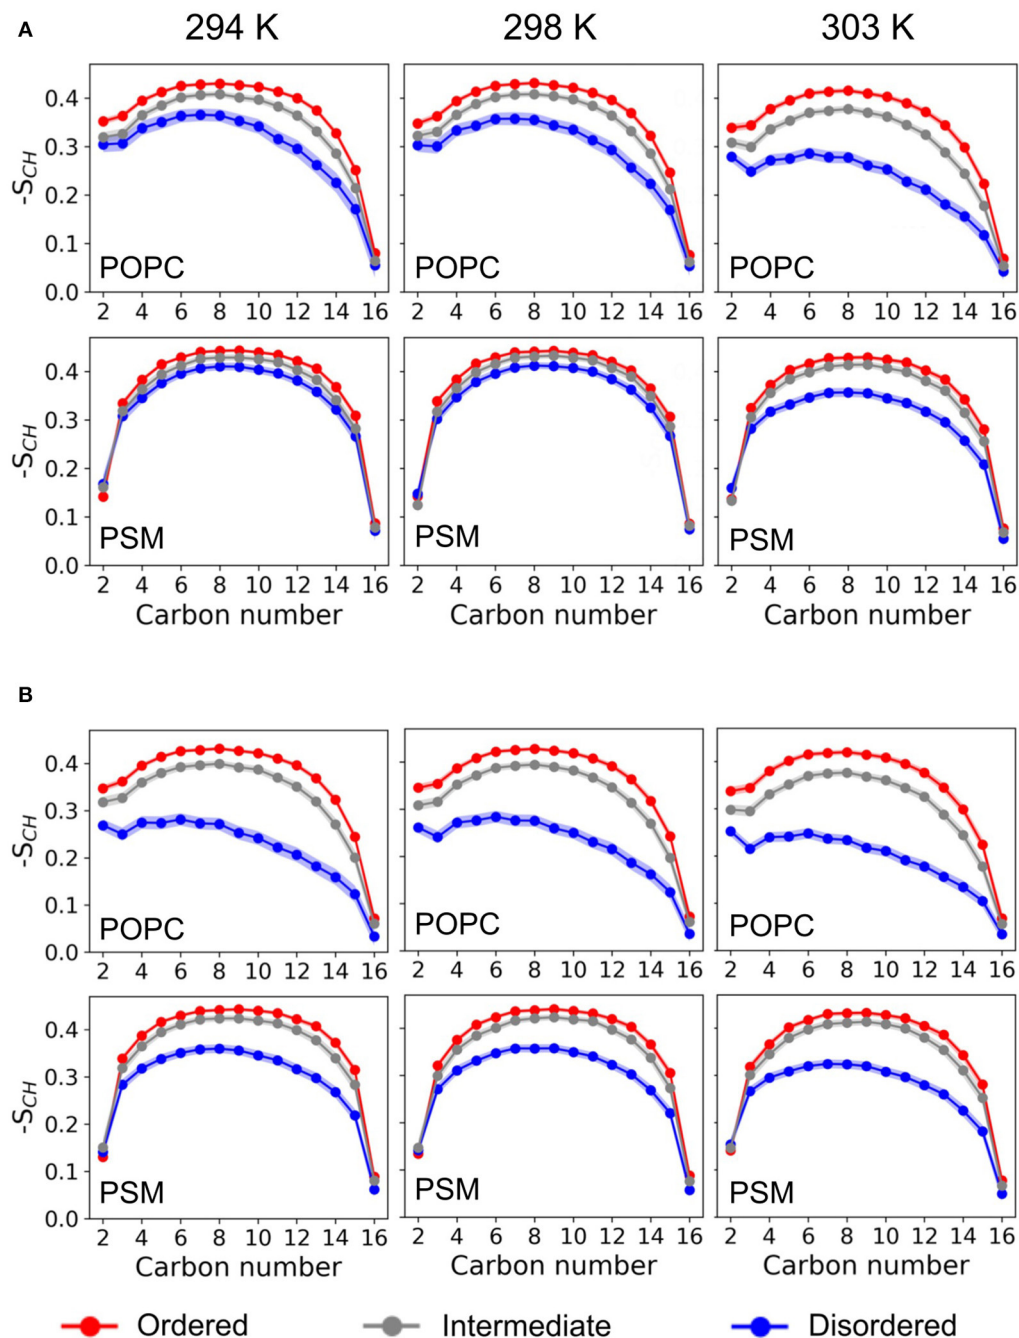 A
294 K 298 K 303 K
0.4
0.3
0.2
0.1
0.0
-S_CH
POPC POPC POPC
2 4 6 8 10 12 14 16 2 4 6 8 10 12 14 16 2 4 6 8 10 12 14 16
0.4
0.3
0.2
0.1
0.0
-S_CH
PSM PSM PSM
2 4 6 8 10 12 14 16 2 4 6 8 10 12 14 16 2 4 6 8 10 12 14 16
Carbon number Carbon number Carbon number
B
0.4
0.3
0.2
0.1
0.0
-S_CH
POPC POPC POPC
2 4 6 8 10 12 14 16 2 4 6 8 10 12 14 16 2 4 6 8 10 12 14 16
0.4
0.3
0.2
0.1
0.0
-S_CH
PSM PSM PSM
2 4 6 8 10 12 14 16 2 4 6 8 10 12 14 16 2 4 6 8 10 12 14 16
Carbon number Carbon number Carbon number
Ordered Intermediate Disordered